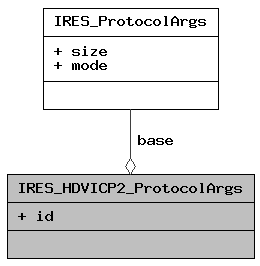 IRES_ProtocolArgs
+ size
+ mode
base
IRES_HDVICP2_ProtocolArgs
+ id